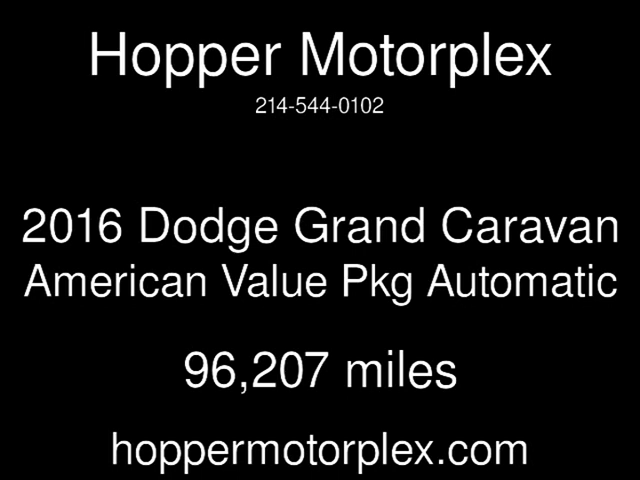 Hopper Motorplex
214-544-0102
2016 Dodge Grand Caravan
American Value Pkg Automatic
96,207 miles
hoppermotorplex.com